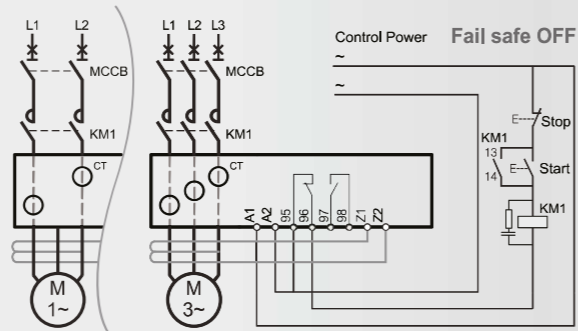 L1 L2 L1 L2 L3 Control Power Fail safe OFF
~
MCCB MCCB ~
E Stop
KM1 KM1 KM1
13
E Start
14
CT CT
KM1
A1 A2 95 96 97 98 Z1 Z2
M M
1~ 3~